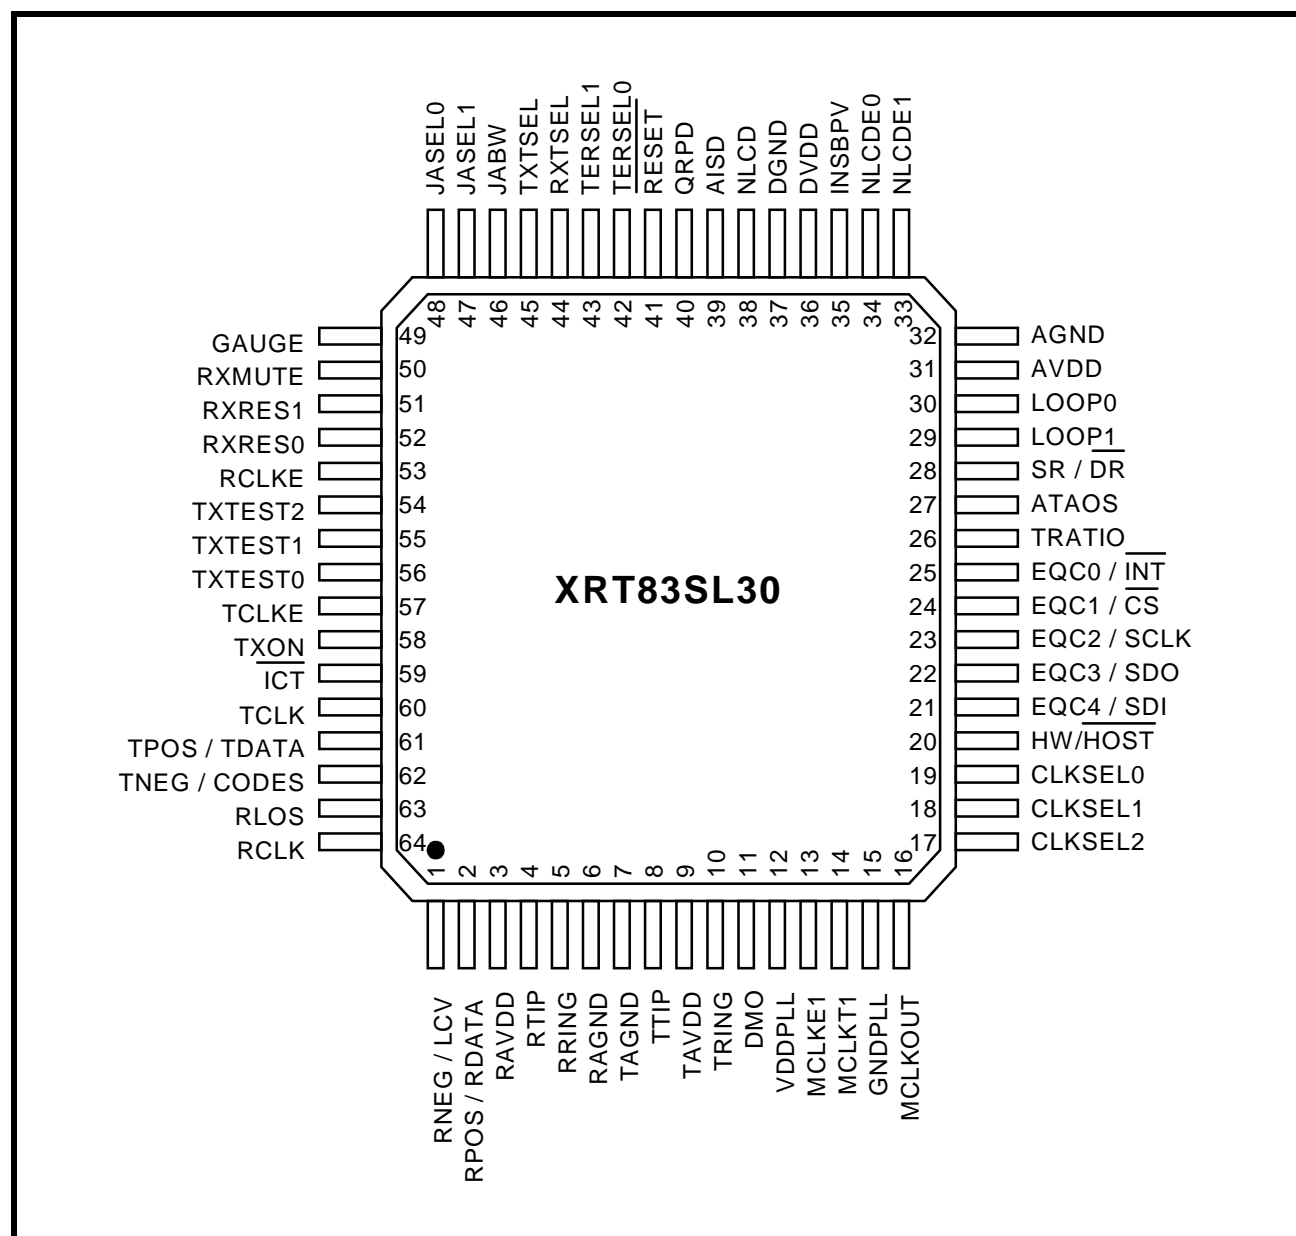 JASEL0
JASEL1
JABW
TXTSEL
RXTSEL
TERSEL1
TERSEL0
RESET
QRPD
AISD
NLCD
DGND
DVDD
INSBPV
NLCDE0
NLCDE1
48
47
46
45
44
43
42
41
40
39
38
37
36
35
34
33
GAUGE 49
RXMUTE 50
RXRES1 51
RXRES0 52
RCLKE 53
TXTEST2 54
TXTEST1 55
TXTEST0 56
TCLKE 57
TXON 58
ICT 59
TCLK 60
TPOS / TDATA 61
TNEG / CODES 62
RLOS 63
RCLK 64
XRT83SL30
32 AGND
31 AVDD
30 LOOP0
29 LOOP1
28 SR / DR
27 ATAOS
26 TRATIO
25 EQC0 / INT
24 EQC1 / CS
23 EQC2 / SCLK
22 EQC3 / SDO
21 EQC4 / SDI
20 HW/HOST
19 CLKSEL0
18 CLKSEL1
17 CLKSEL2
1
2
3
4
5
6
7
8
9
10
11
12
13
14
15
16
RNEG / LCV
RPOS / RDATA
RAVDD
RTIP
RRING
RAGND
TAGND
TTIP
TAVDD
TRING
DMO
VDDPLL
MCLKE1
MCLKT1
GNDPLL
MCLKOUT